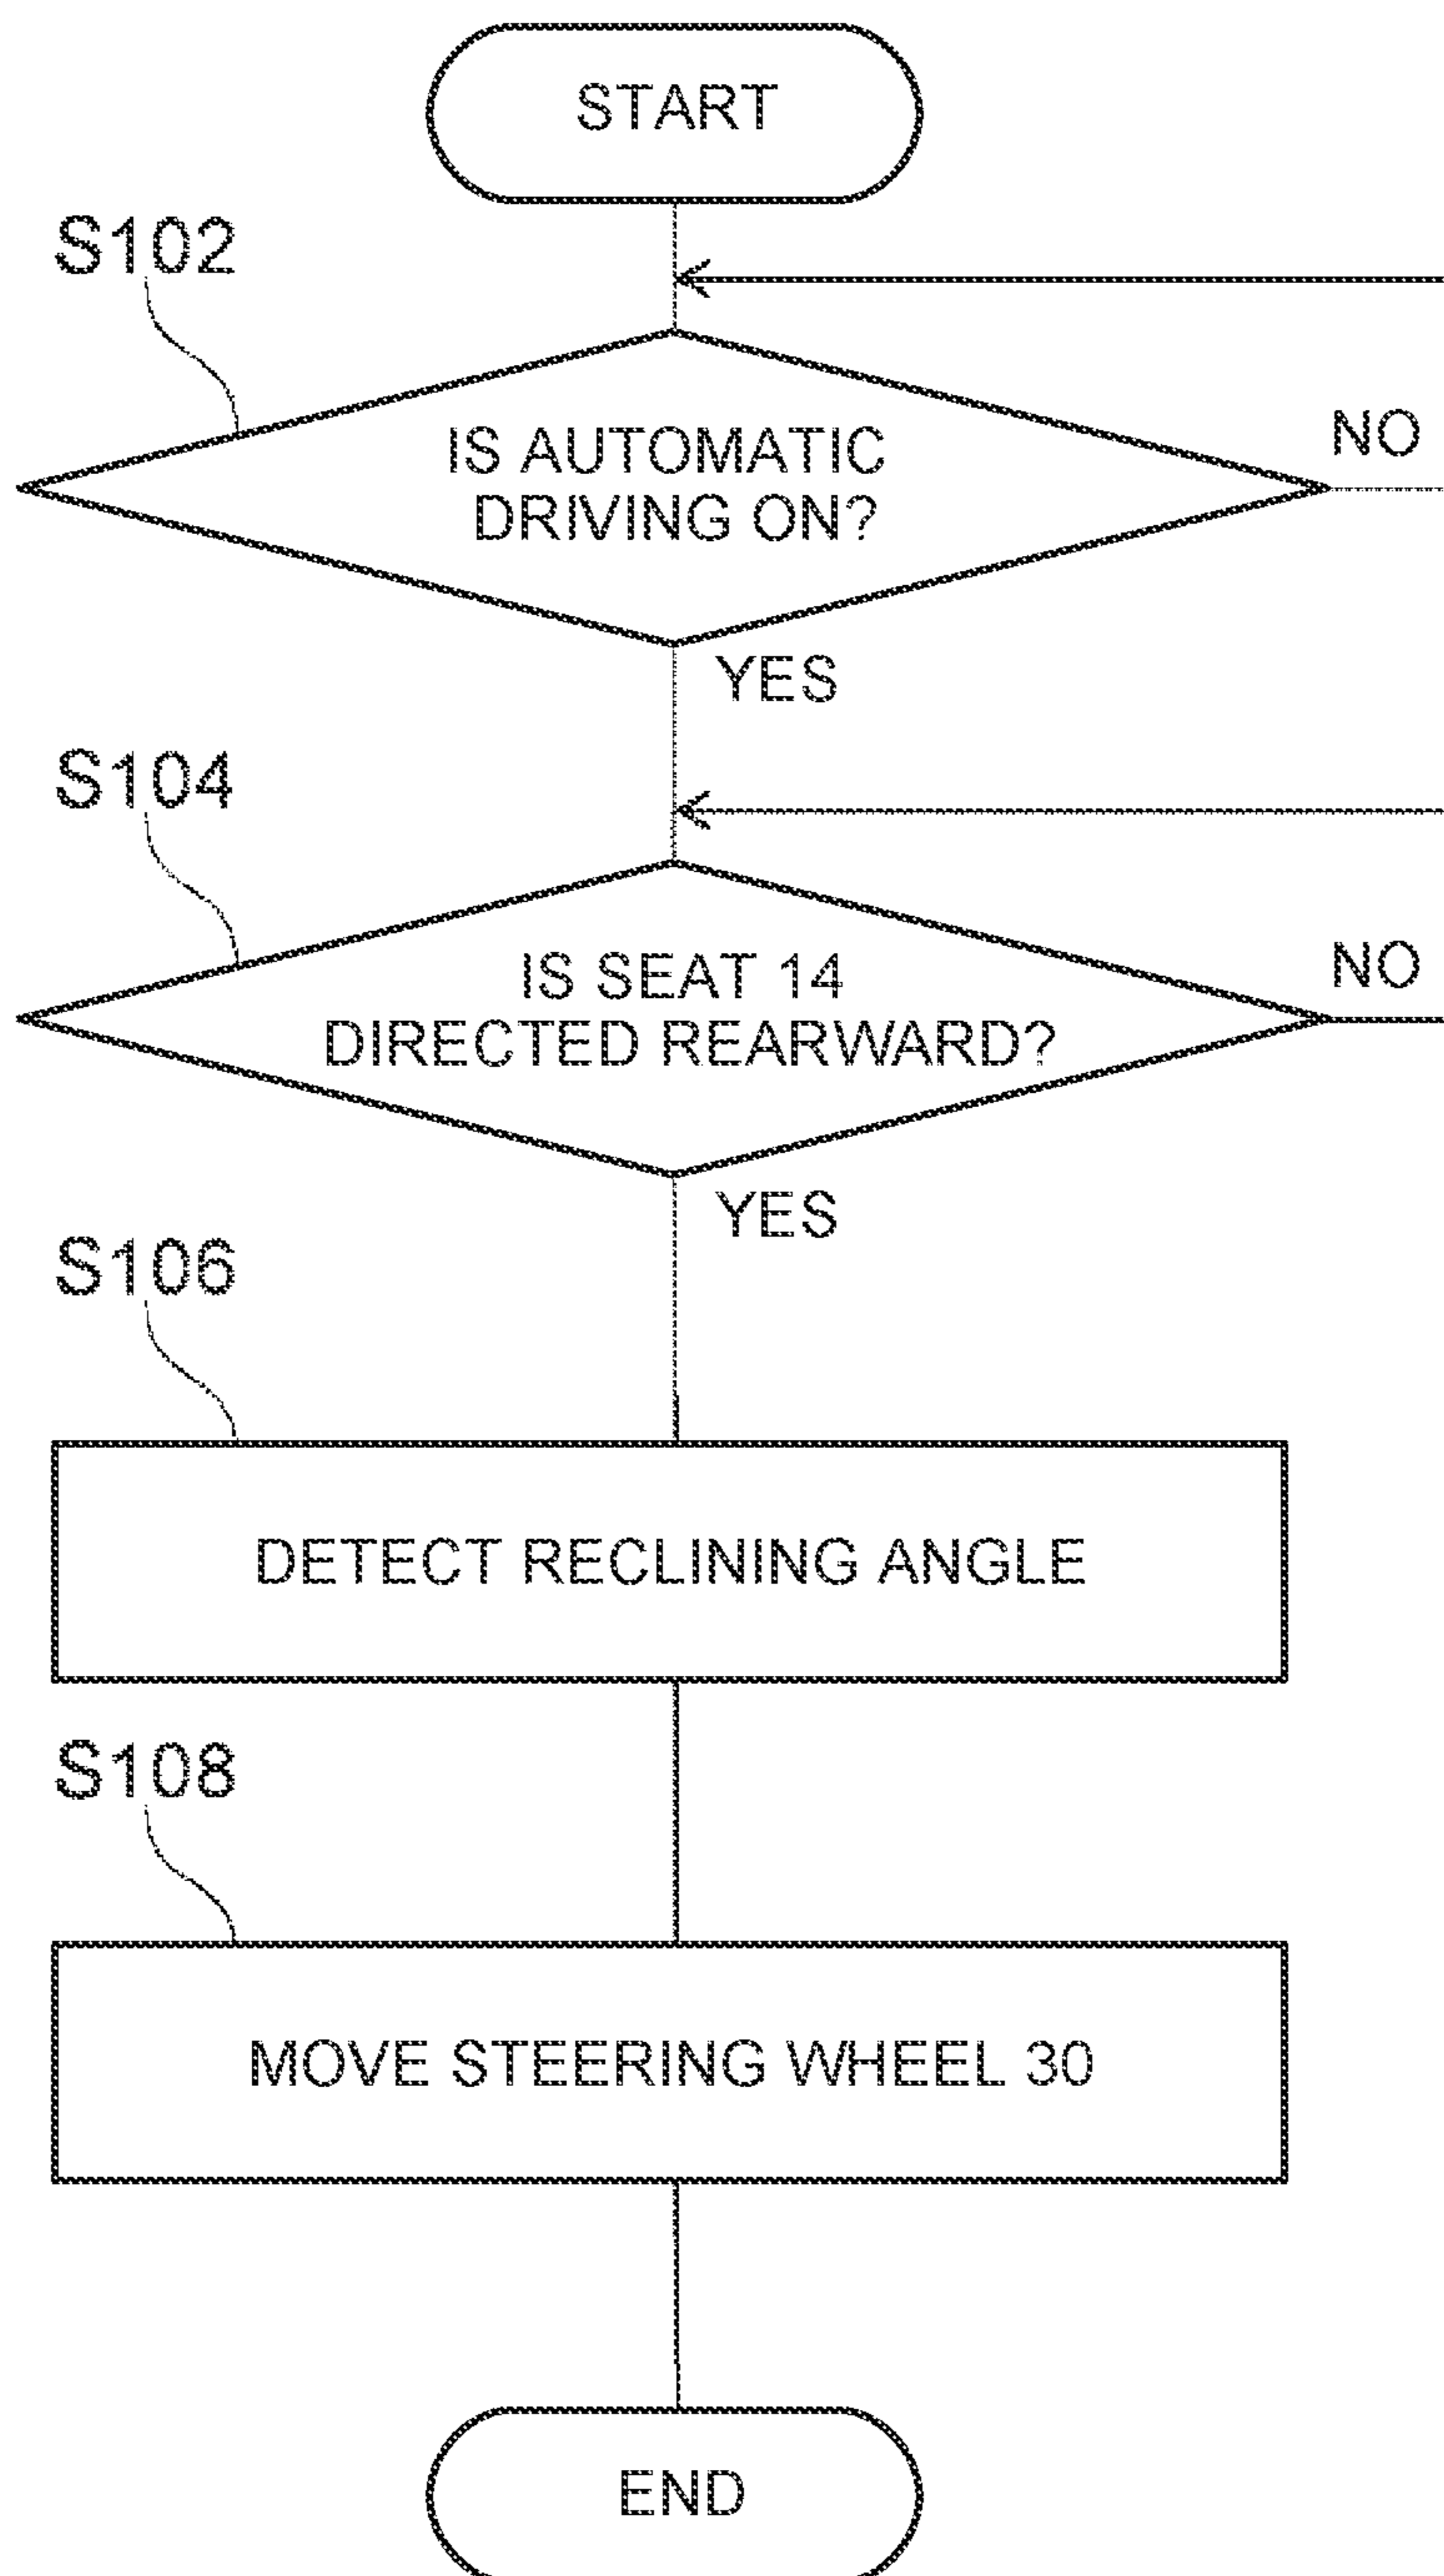 START
S102
IS AUTOMATIC
DRIVING ON?
NO
YES
S104
IS SEAT 14
DIRECTED REARWARD?
NO
YES
S106
DETECT RECLINING ANGLE
S108
MOVE STEERING WHEEL 30
END